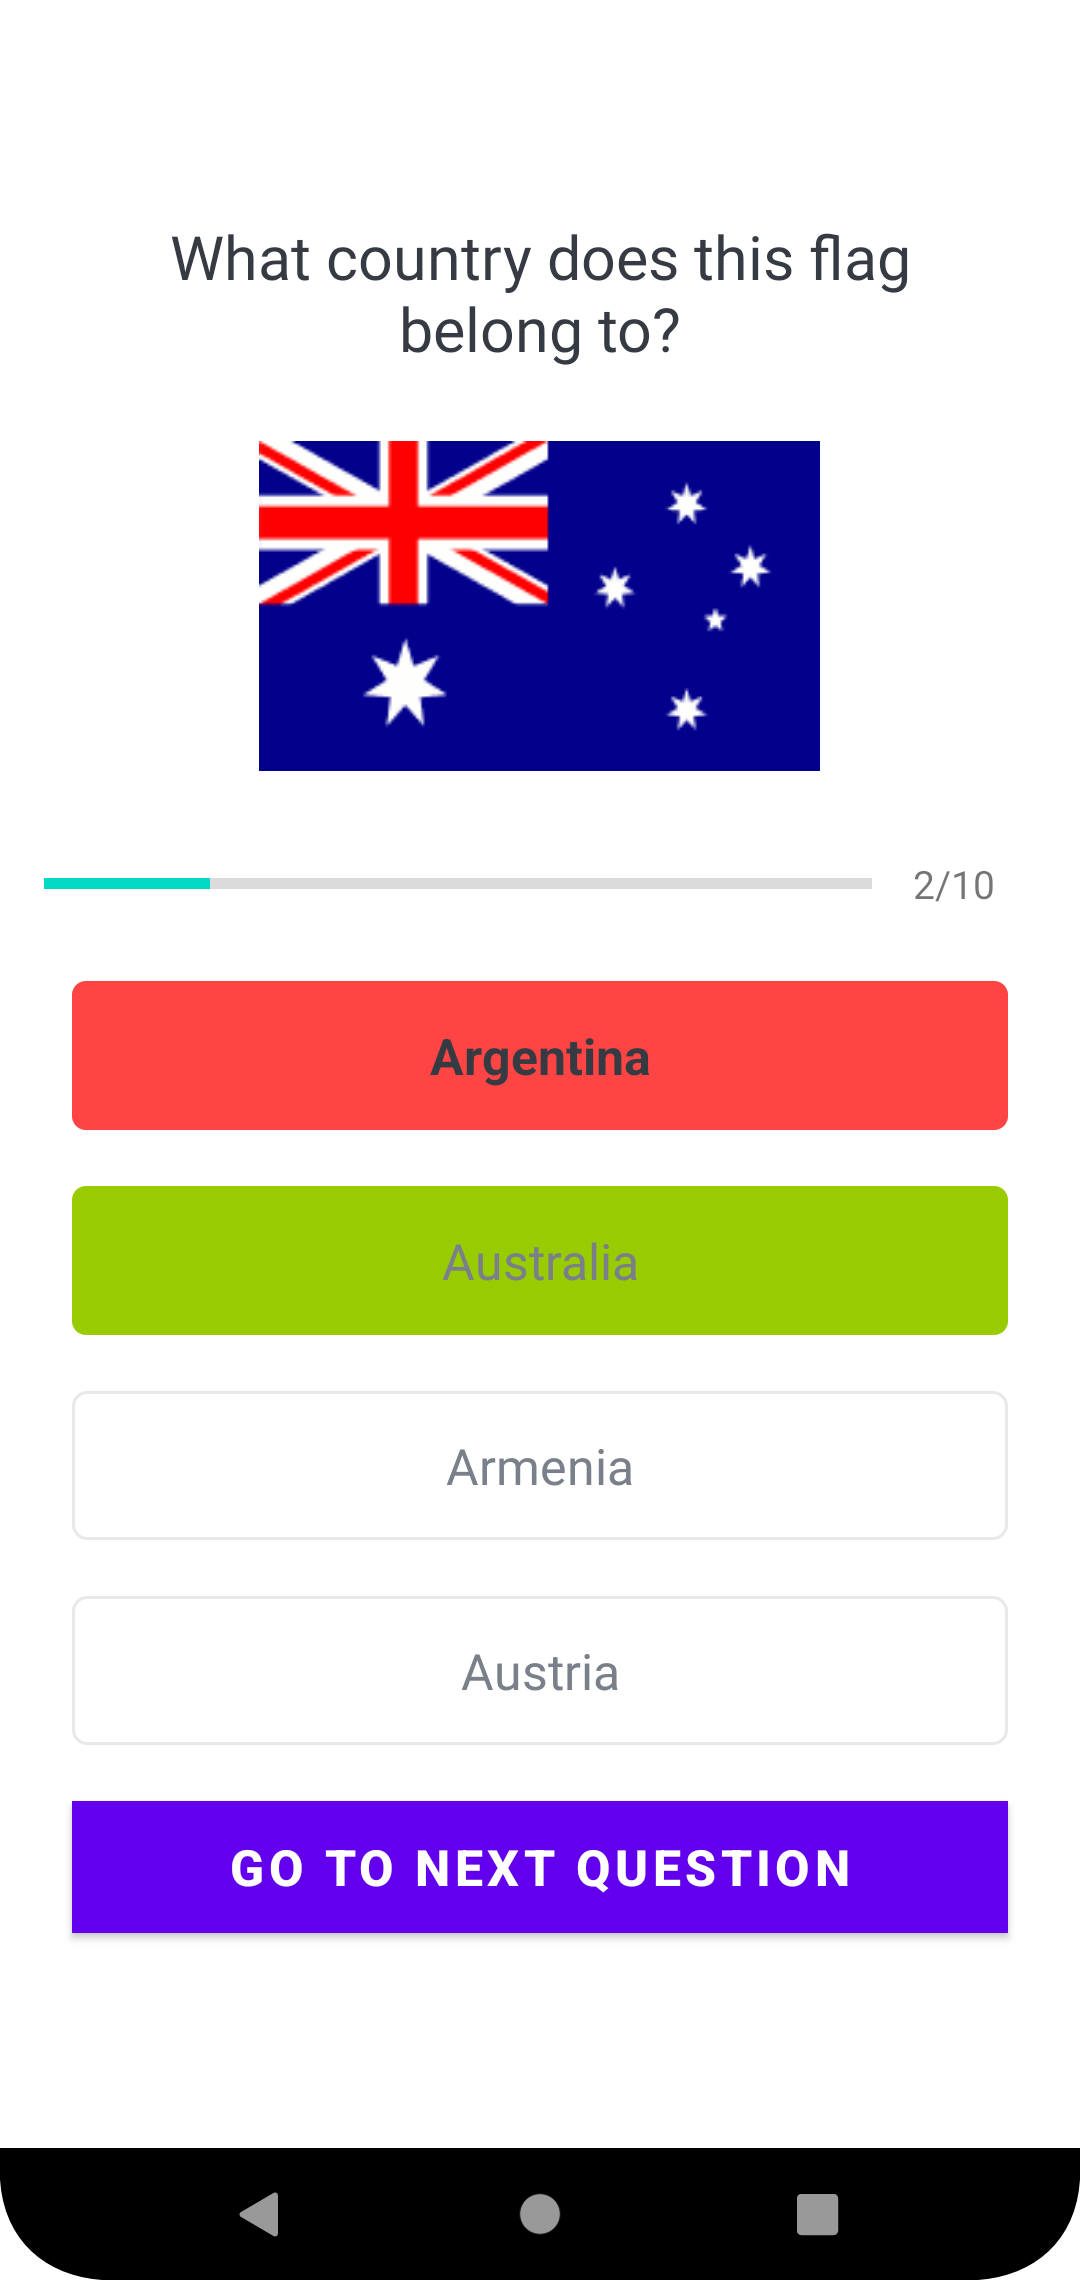 What country does this flag
belong to?
2/10
Argentina
Australia
Armenia
Austria
GO TO NEXT QUESTION